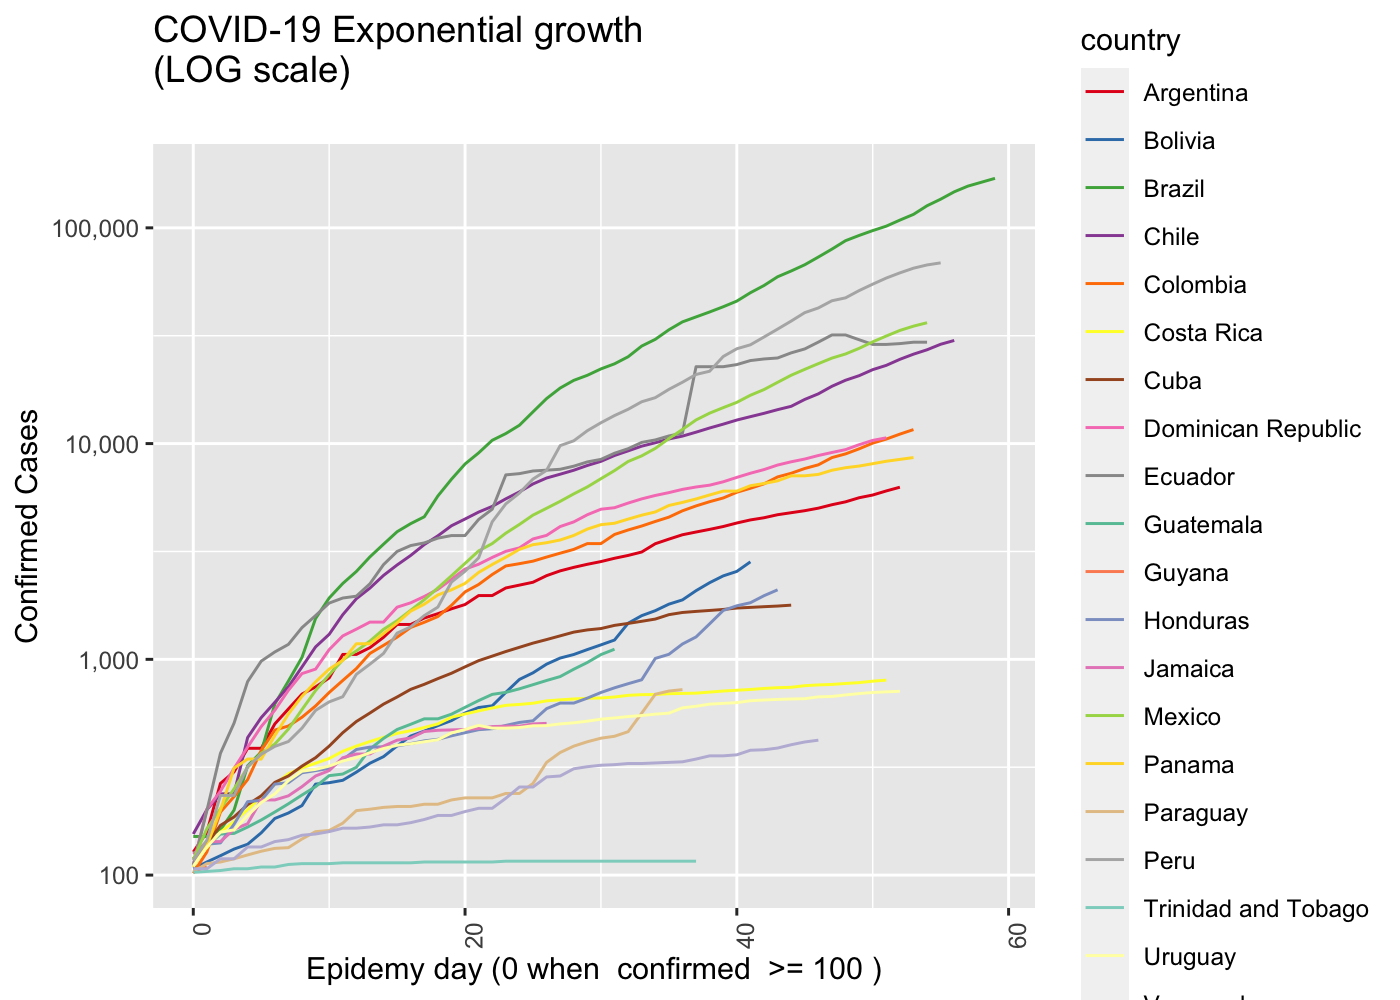 COVID-19 Exponential growth
(LOG scale)
country
Argentina
Bolivia
Brazil
Chile
Colombia
Costa Rica
Cuba
Dominican Republic
Ecuador
Guatemala
Guyana
Honduras
Jamaica
Mexico
Panama
Paraguay
Peru
Trinidad and Tobago
Uruguay
Confirmed Cases
100,000
10,000
1,000
100
0
20
40
60
Epidemy day (0 when confirmed >= 100 )